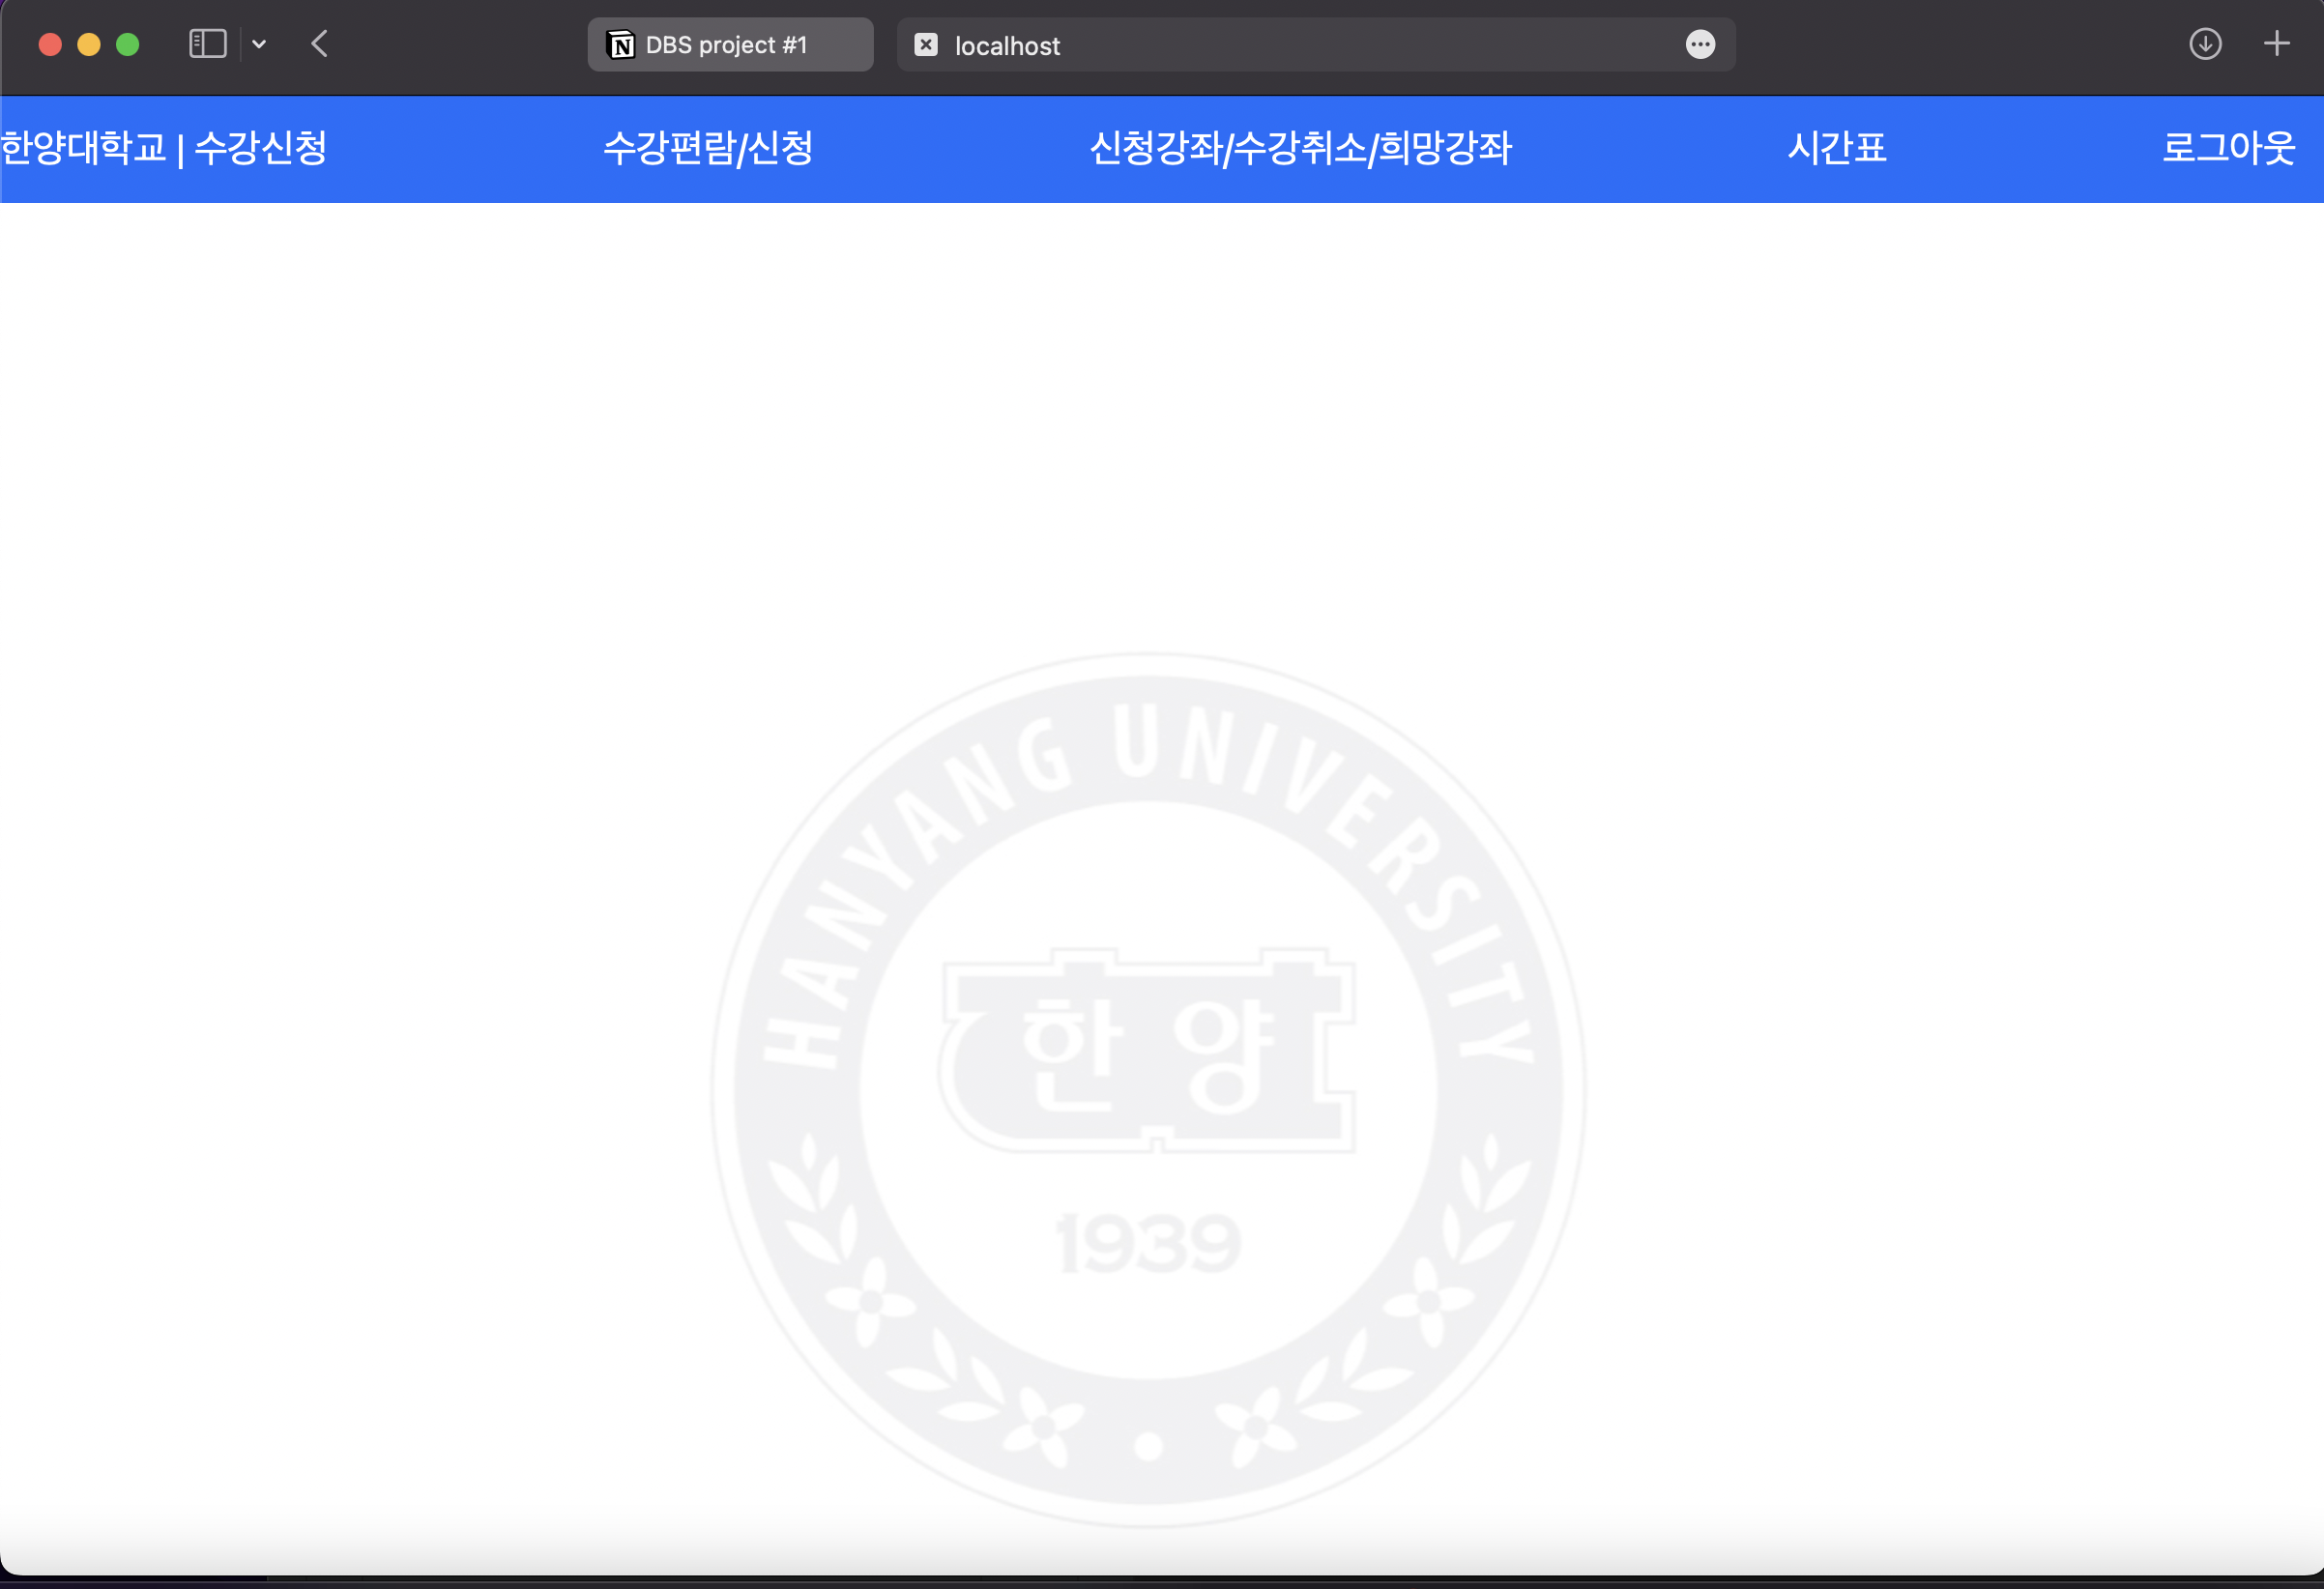 DBS project #1
localhost
한양대학교 | 수강신청
수강편람/신청
신청강좌/수강취소/희망강좌
시간표
로그아웃
HANYANG UNIVERSITY
한양
1939